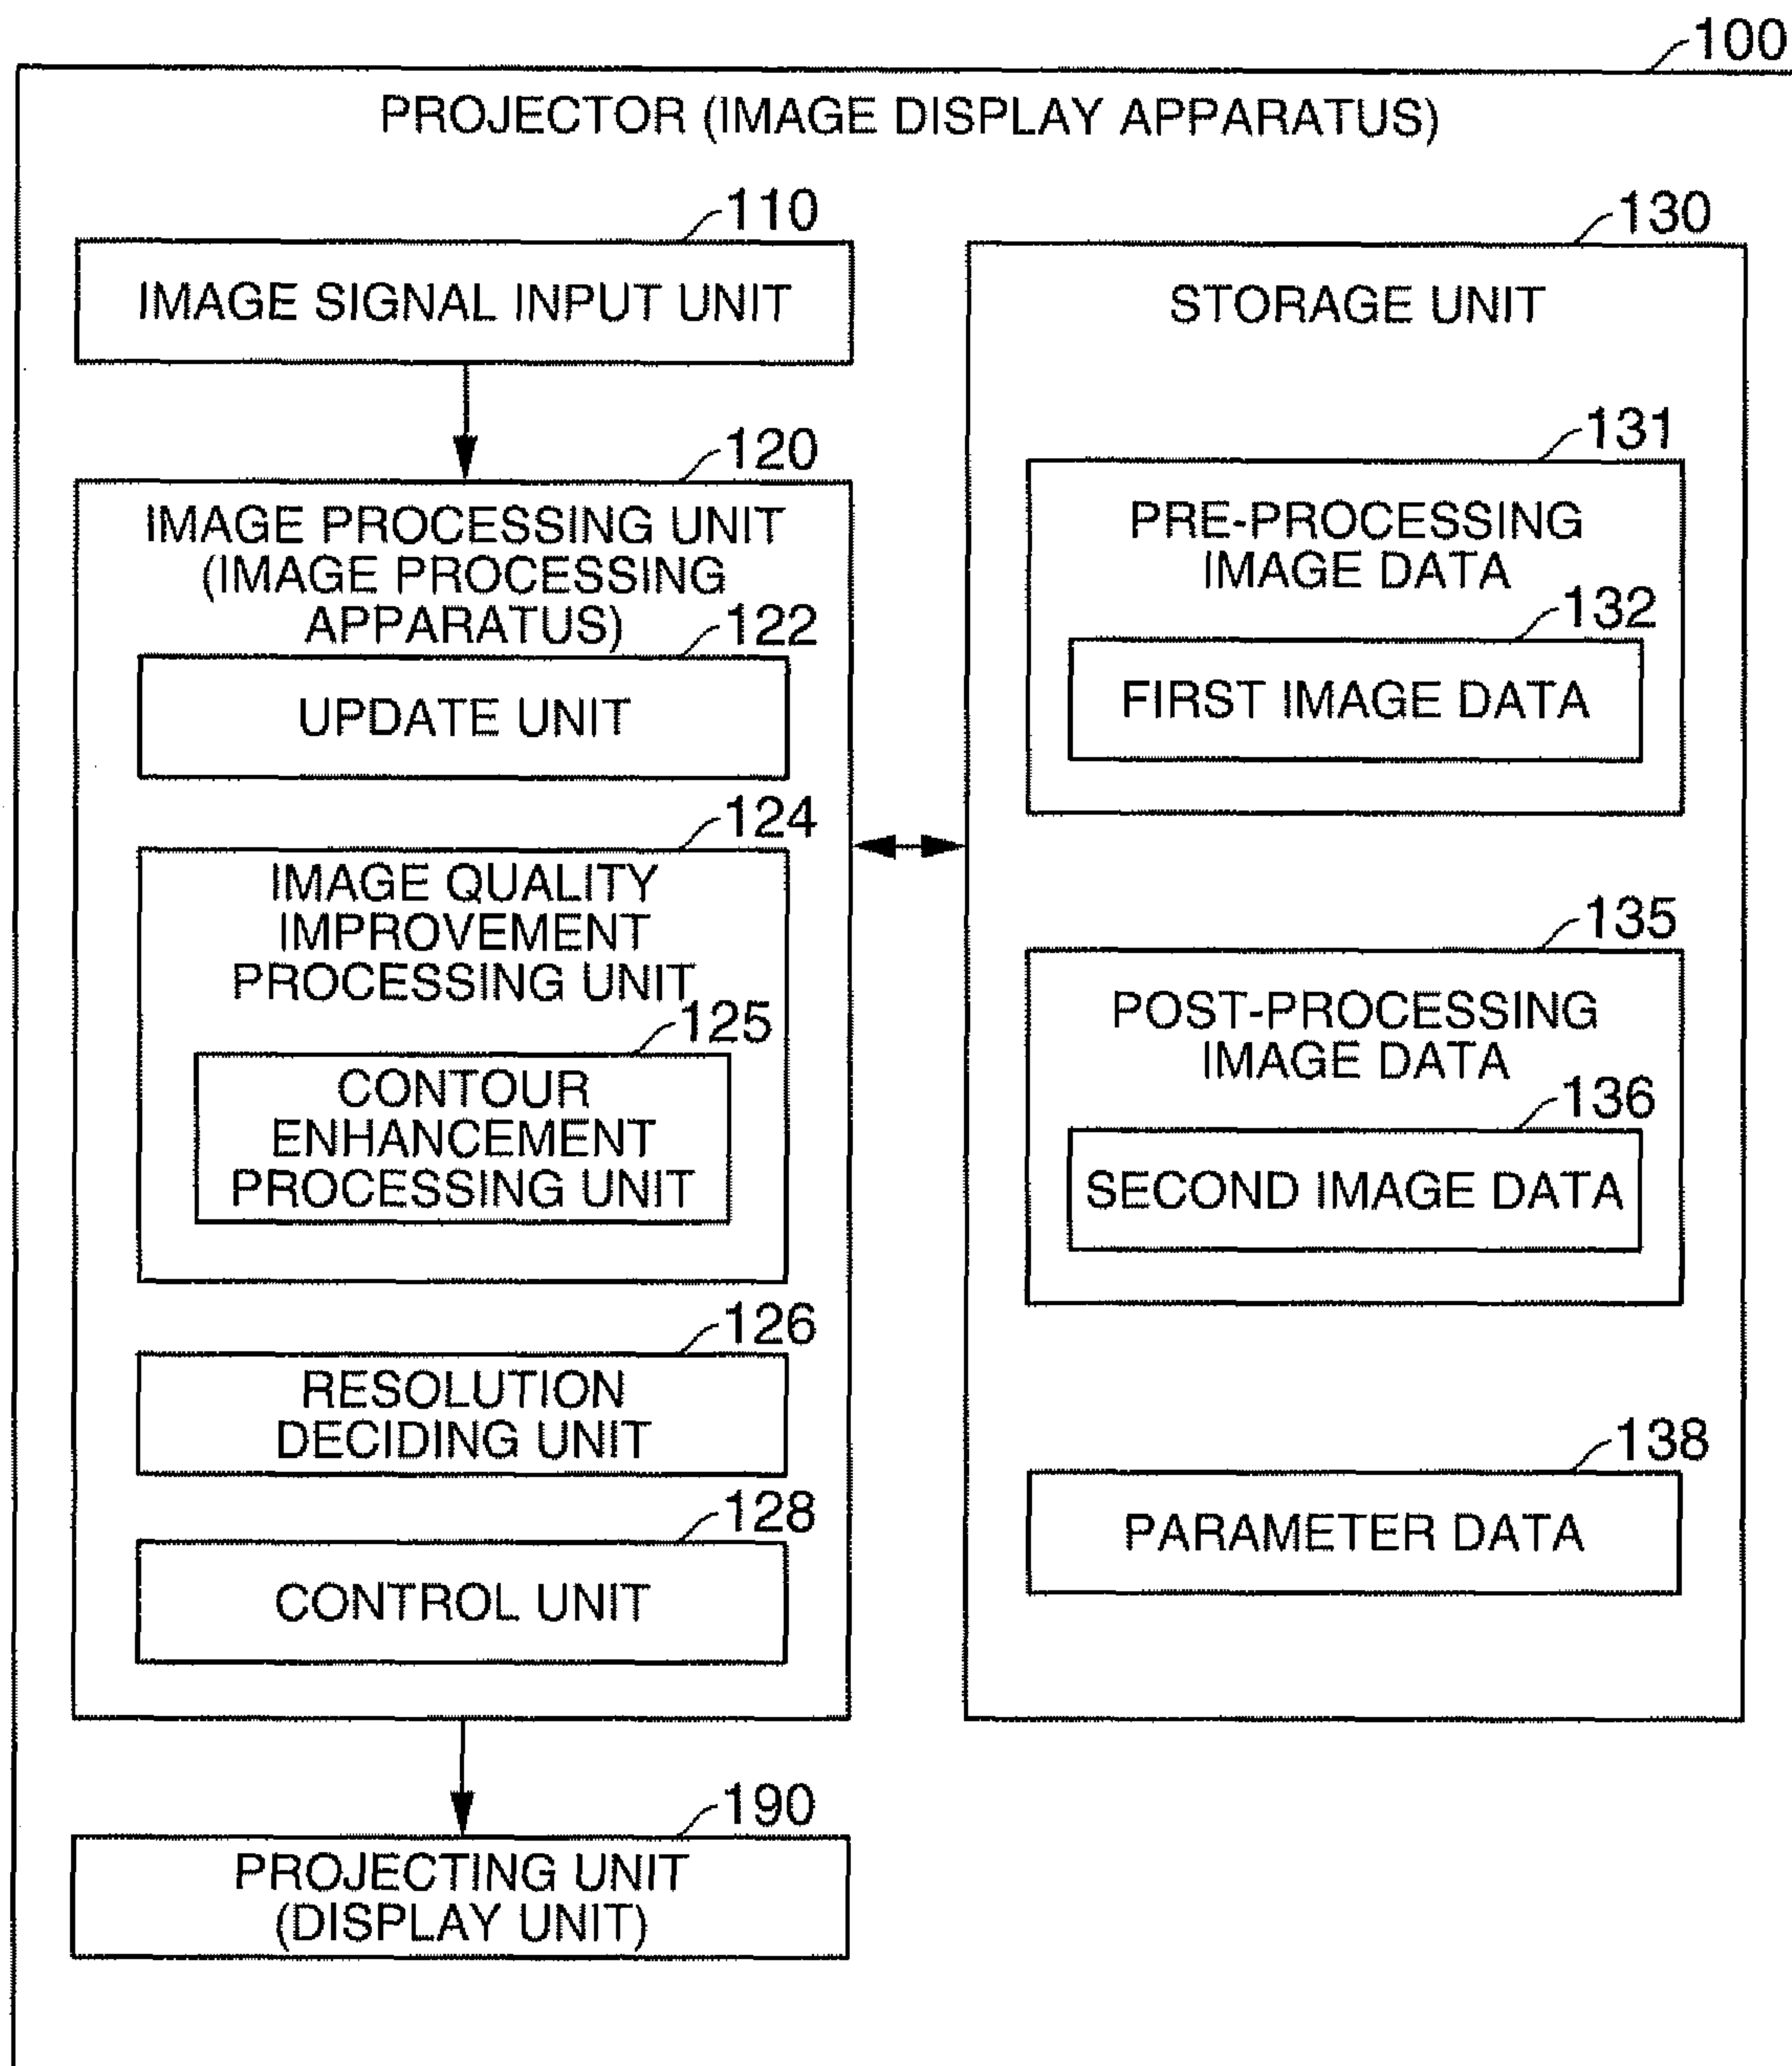 100
PROJECTOR (IMAGE DISPLAY APPARATUS)
110
IMAGE SIGNAL INPUT UNIT
120
IMAGE PROCESSING UNIT
(IMAGE PROCESSING
APPARATUS)
122
UPDATE UNIT
124
IMAGE QUALITY
IMPROVEMENT
PROCESSING UNIT
125
CONTOUR
ENHANCEMENT
PROCESSING UNIT
126
RESOLUTION
DECIDING UNIT
128
CONTROL UNIT
190
PROJECTING UNIT
(DISPLAY UNIT)
130
STORAGE UNIT
131
PRE-PROCESSING
IMAGE DATA
132
FIRST IMAGE DATA
135
POST-PROCESSING
IMAGE DATA
136
SECOND IMAGE DATA
138
PARAMETER DATA